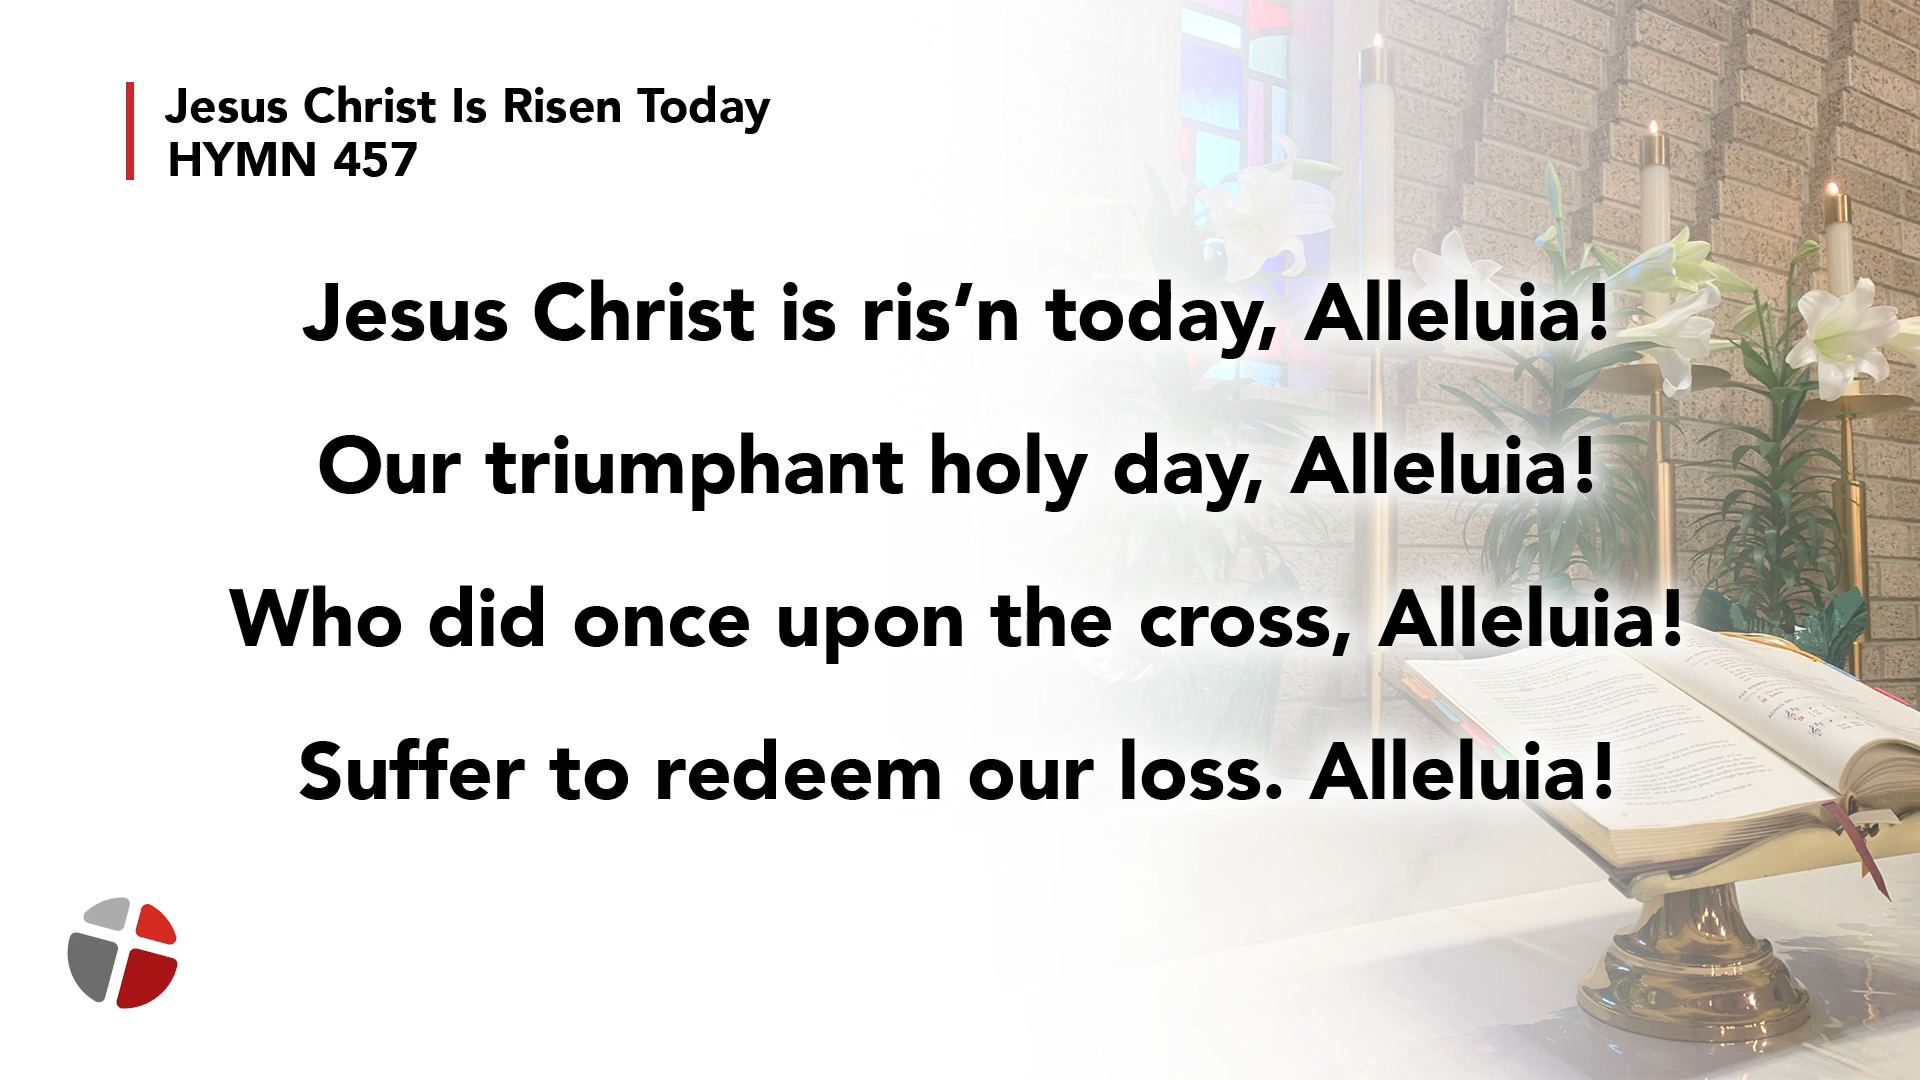 Jesus Christ Is Risen Today
HYMN 457
Jesus Christ is ris’n today, Alleluia!
Our triumphant holy day, Alleluia!
Who did once upon the cross, Alleluia!
Suffer to redeem our loss. Alleluia!